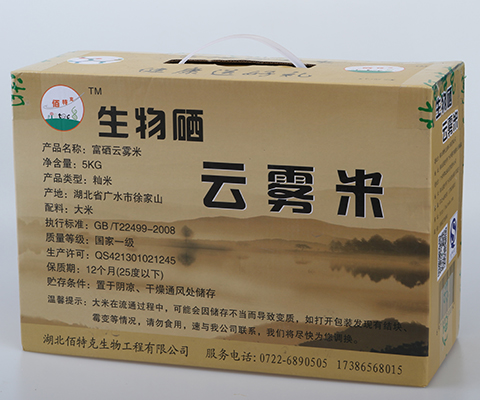 健康送好礼
佰特克
TM
生物硒
云雾米
产品名称：富硒云雾米
净含量：5KG
产品类型：籼米
产地：湖北省广水市徐家山
配料：大米
执行标准：GB/T22499-2008
质量等级：国家一级
生产许可：QS421301021245
保质期：12个月(25度以下)
贮存条件：置于阴凉、干燥通风处储存
温馨提示：大米在流通过程中，可能会因储存不当而导致变质，如打开包装发现有结块、
霉变等情况，请勿食用，速与我公司联系，我们将尽快为您调换。
湖北佰特克生物工程有限公司 服务电话：0722-6890505 17386568015